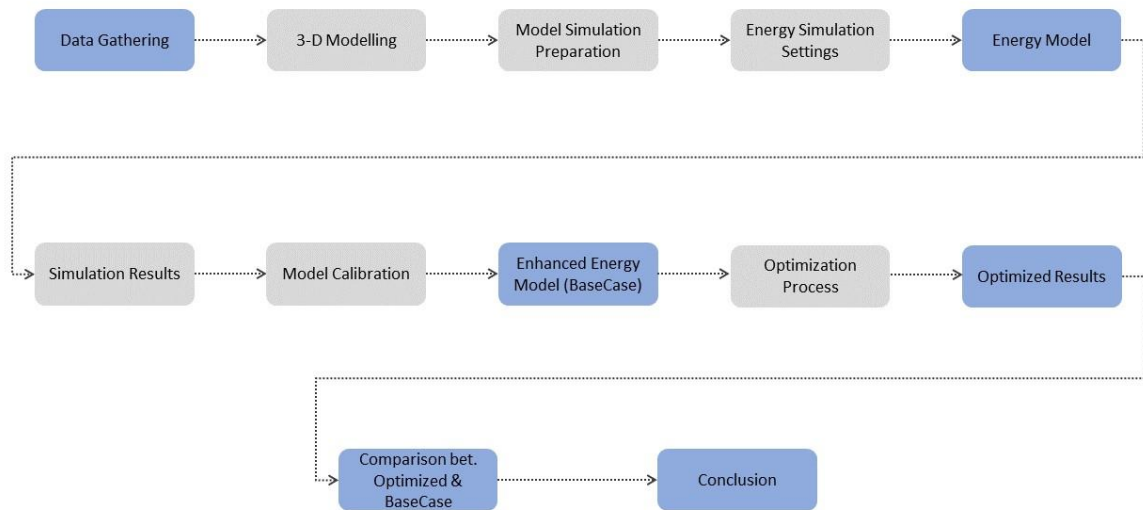 Data Gathering
3-D Modelling
Model Simulation
Preparation
Energy Simulation
Settings
Energy Model
Simulation Results
Model Calibration
Enhanced Energy
Model (BaseCase)
Optimization
Process
Optimized Results
Comparison bet.
Optimized &
BaseCase
Conclusion